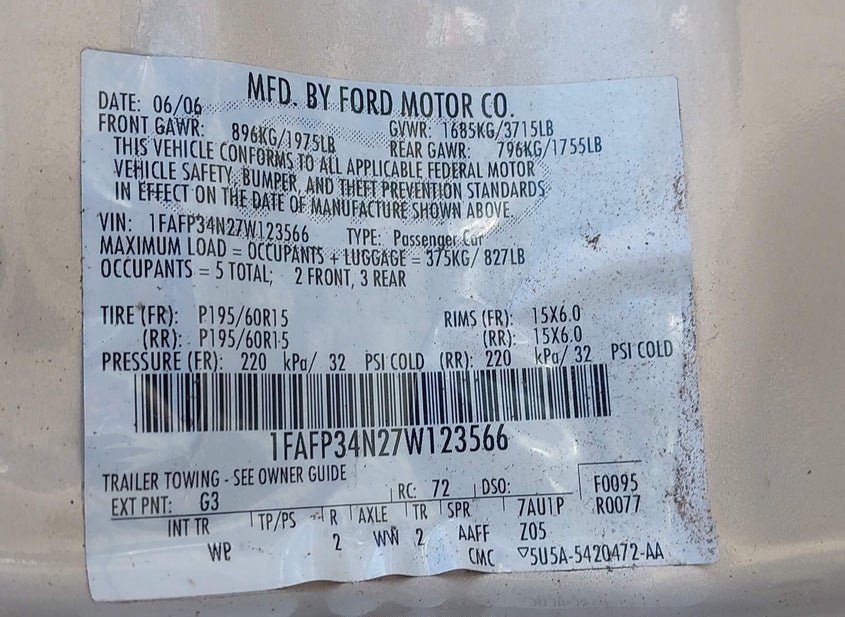 MFD. BY FORD MOTOR CO.
DATE: 06/06
FRONT GAWR: 896KG/1975LB GVWR: 1685KG/3715LB
REAR GAWR: 796KG/1755LB
THIS VEHICLE CONFORMS TO ALL APPLICABLE FEDERAL MOTOR
VEHICLE SAFETY, BUMPER, AND THEFT PREVENTION STANDARDS
IN EFFECT ON THE DATE OF MANUFACTURE SHOWN ABOVE.
VIN: 1FAFP34N27W123566 TYPE: Passenger Car
MAXIMUM LOAD = OCCUPANTS + LUGGAGE = 375KG/ 827LB
OCCUPANTS = 5 TOTAL; 2 FRONT, 3 REAR
TIRE (FR): P195/60R15 RIMS (FR): 15X6.0
(RR): P195/60R15 (RR): 15X6.0
PRESSURE (FR): 220 kPa/ 32 PSI COLD (RR): 220 kPa/ 32 PSI COLD
1FAFP34N27W123566
TRAILER TOWING - SEE OWNER GUIDE
EXT PNT: G3 RC: 72 DSO: F0095
R0077
INT TR TP/PS R AXLE TR SPR 7AU1P
WP 2 WW 2 AAFF Z05
CMC ▽5U5A-5420472-AA